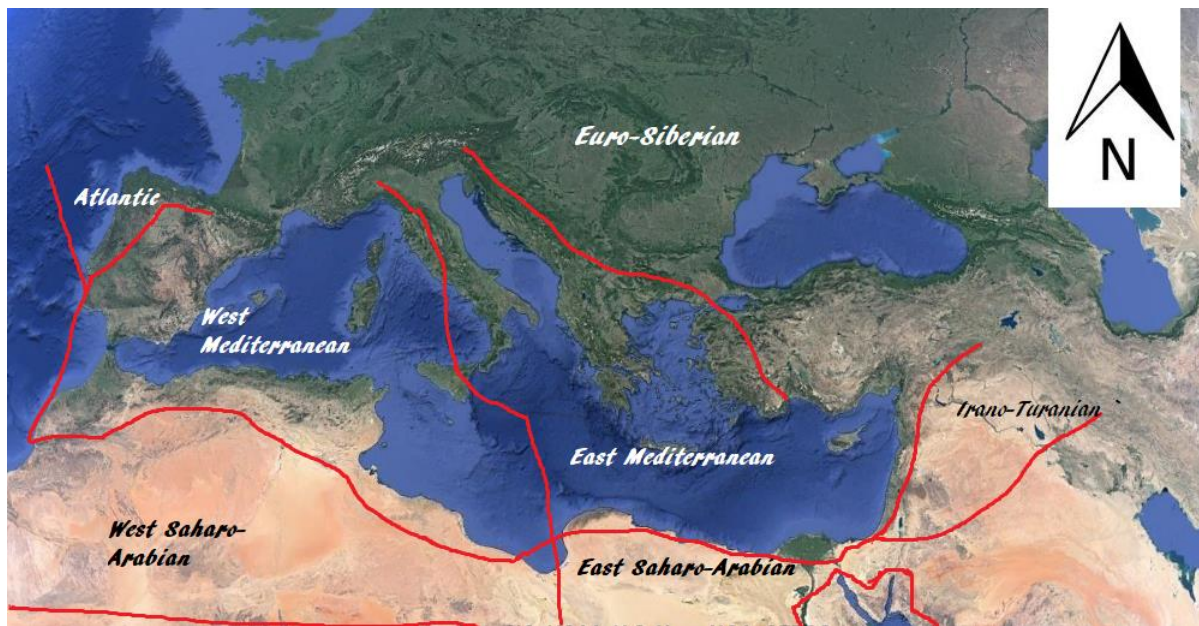 N
Euro-Siberian
Atlantic
West
Mediterranean
Irano-Turanian
East Mediterranean
West Saharo-
Arabian
East Saharo-Arabian